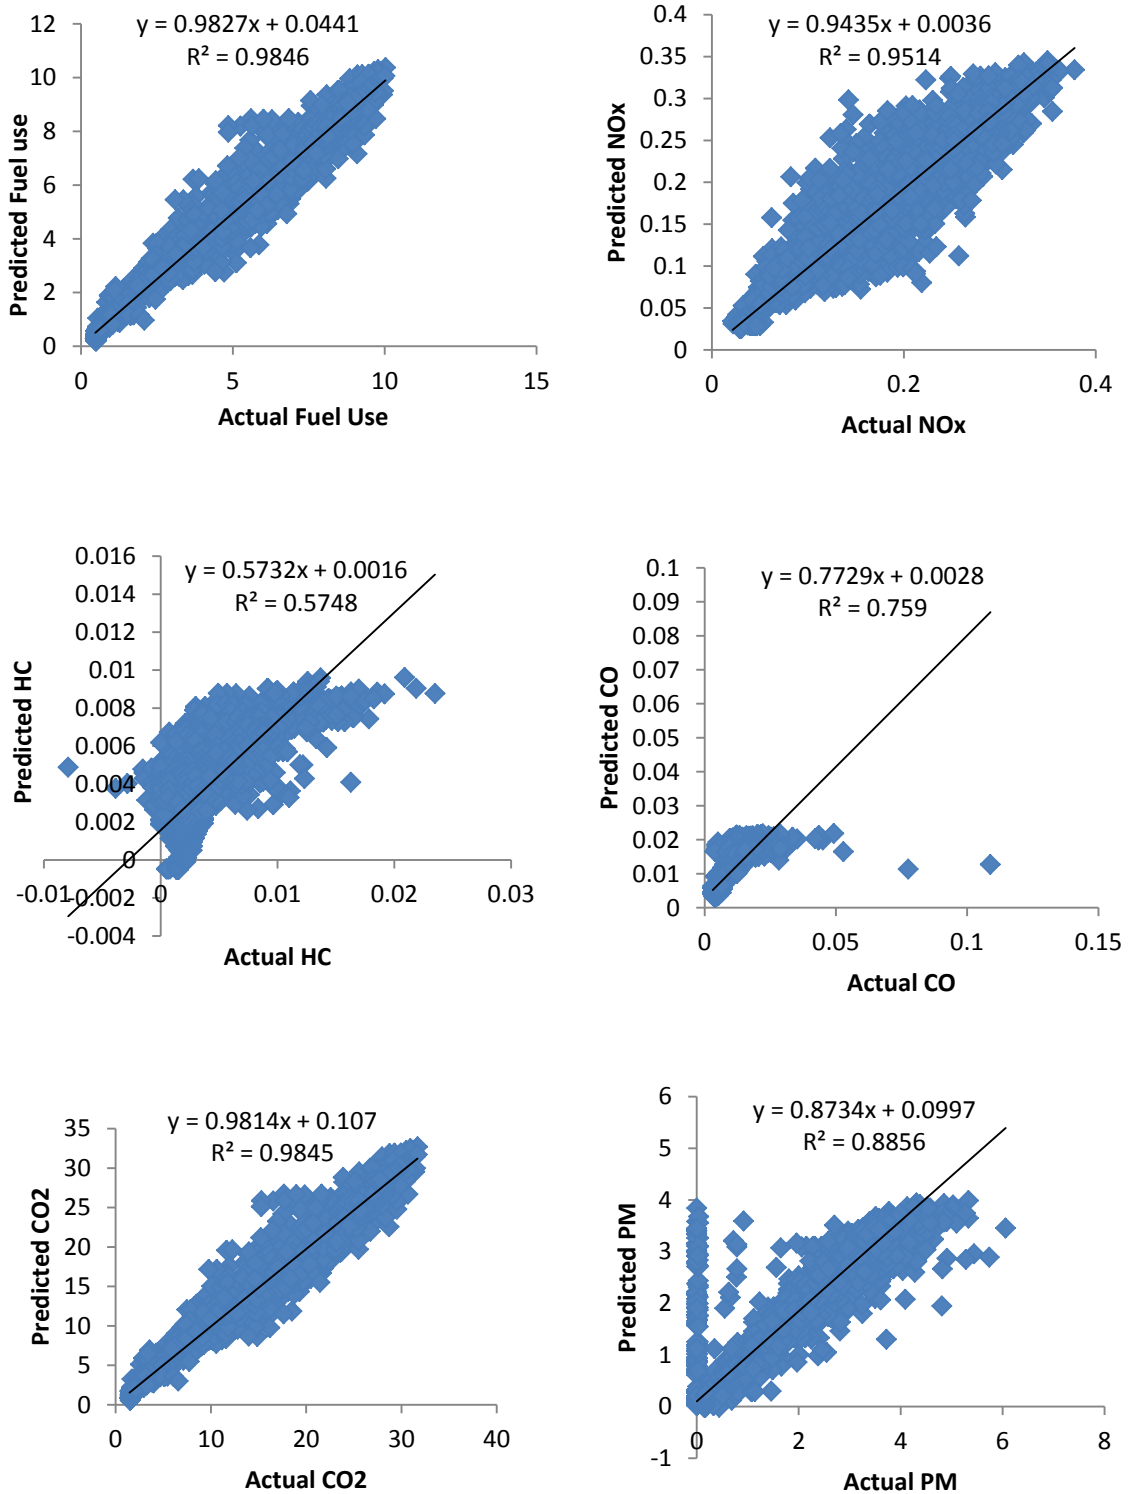 y = 0.9827x + 0.0441
R² = 0.9846
12
10
8
6
4
2
0
0 5 10 15
Predicted Fuel use
Actual Fuel Use
y = 0.9435x + 0.0036
R² = 0.9514
0.4
0.35
0.3
0.25
0.2
0.15
0.1
0.05
0
0 0.2 0.4
Predicted NOx
Actual NOx
y = 0.5732x + 0.0016
R² = 0.5748
0.016
0.014
0.012
0.01
0.008
0.006
0.004
0.002
0
-0.002
-0.004
-0.01 0 0.01 0.02 0.03
Predicted HC
Actual HC
y = 0.7729x + 0.0028
R² = 0.759
0.1
0.09
0.08
0.07
0.06
0.05
0.04
0.03
0.02
0.01
0
0 0.05 0.1 0.15
Predicted CO
Actual CO
y = 0.9814x + 0.107
R² = 0.9845
35
30
25
20
15
10
5
0
0 10 20 30 40
Predicted CO2
Actual CO2
y = 0.8734x + 0.0997
R² = 0.8856
6
5
4
3
2
1
0
-1
0 2 4 6 8
Predicted PM
Actual PM